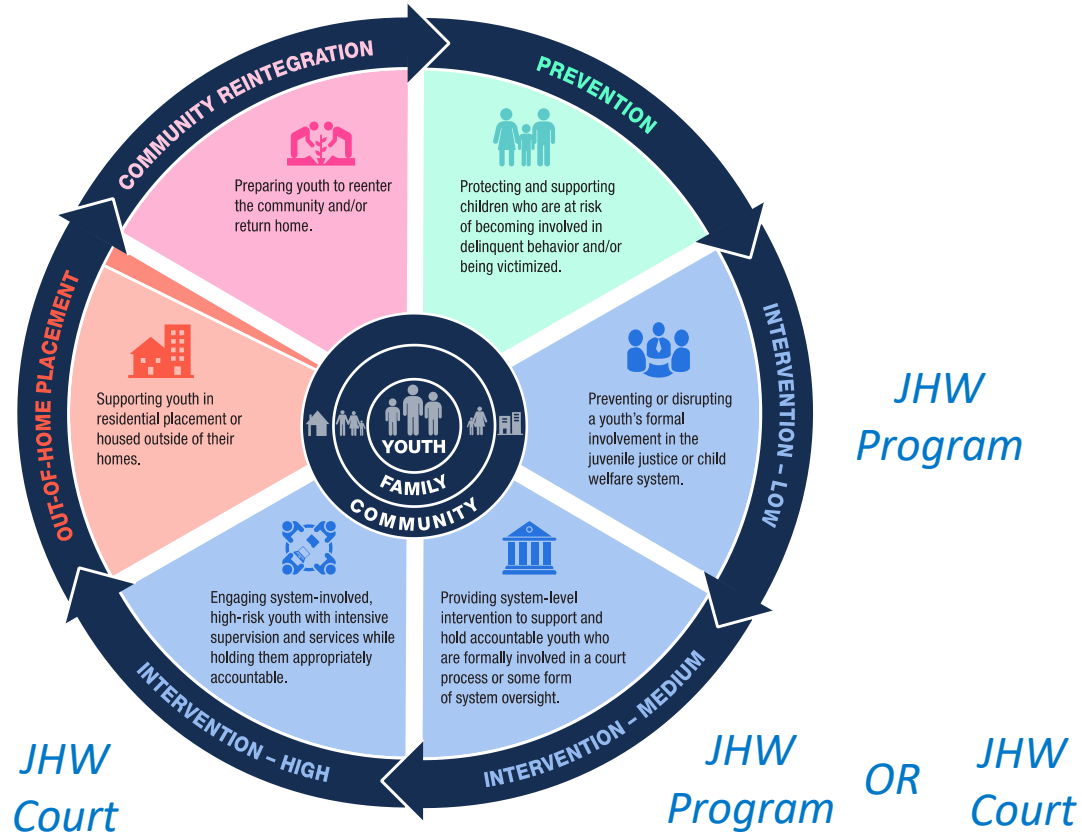 COMMUNITY REINTEGRATION
PREVENTION
Preparing youth to reenter
the community and/or
return home.
Protecting and supporting
children who are at risk
of becoming involved in
delinquent behavior and/or
being victimized.
INTERVENTION – LOW
Preventing or disrupting
a youth's formal
involvement in the
juvenile justice or child
welfare system.
JHW
Program
OUT-OF-HOME PLACEMENT
Supporting youth in
residential placement or
housed outside of their
homes.
YOUTH
FAMILY
COMMUNITY
Engaging system-involved,
high-risk youth with intensive
supervision and services while
holding them appropriately
accountable.
Providing system-level
intervention to support and
hold accountable youth who
are formally involved in a court
process or some form
of system oversight.
INTERVENTION – HIGH
INTERVENTION – MEDIUM
JHW
Court
JHW
Program
OR
JHW
Court